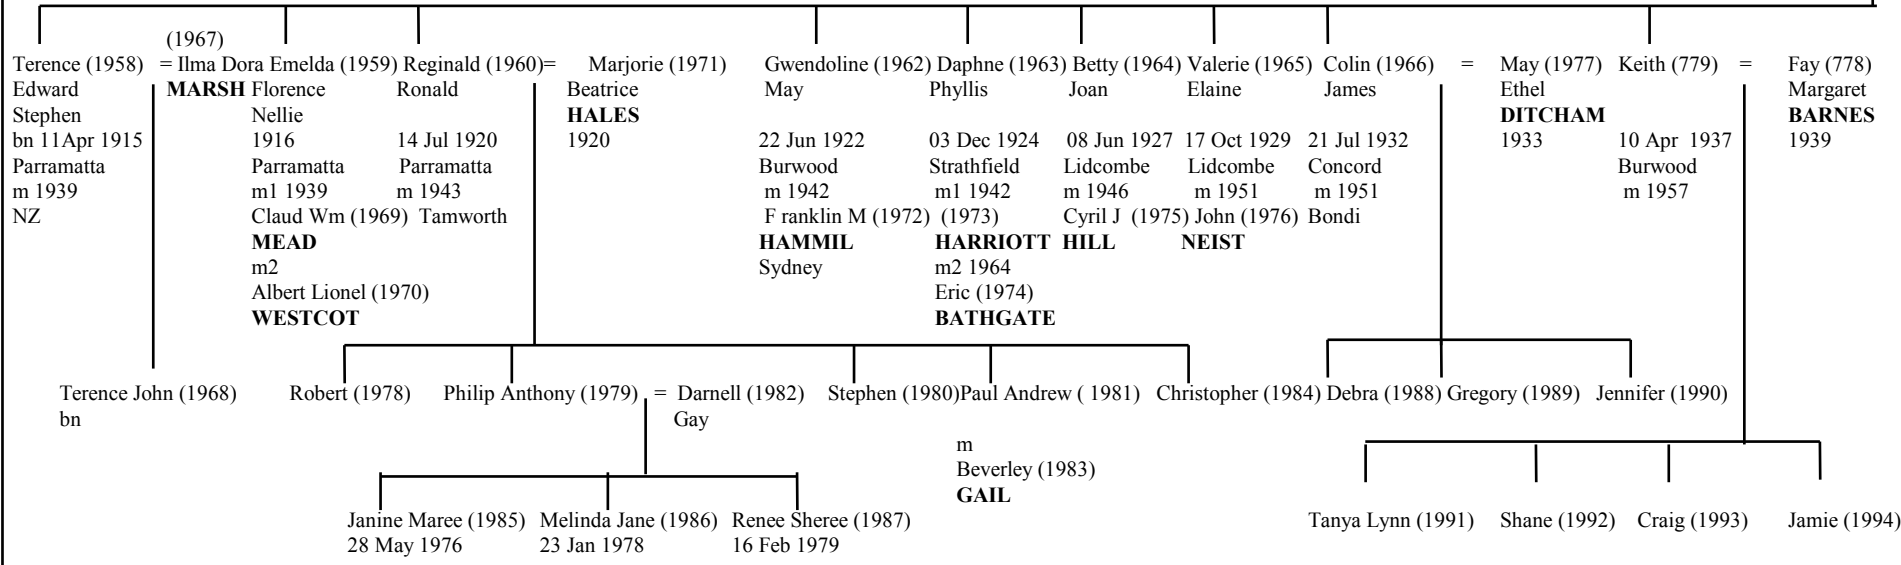 (1967)
Terence (1958) = Ilma Dora Emelda (1959) Reginald (1960)= Marjorie (1971) Gwendoline (1962) Daphne (1963) Betty (1964) Valerie (1965) Colin (1966) = May (1977) Keith (779) = Fay (778)
Edward MARSH Florence Ronald Beatrice May Phyllis Joan Elaine James Ethel Margaret
Stephen Nellie HALES DITCHAM BARNES
bn 11Apr 1915 1916 14 Jul 1920 1920 22 Jun 1922 03 Dec 1924 08 Jun 1927 17 Oct 1929 21 Jul 1932 1933 10 Apr 1937 1939
Parramatta Parramatta Parramatta Burwood Strathfield Lidcombe Lidcombe Concord Burwood
m 1939 m1 1939 m 1943 m 1942 m1 1942 m 1946 m 1951 m 1951 m 1957
NZ Claud Wm (1969) Tamworth F ranklin M (1972) (1973) Cyril J (1975) John (1976) Bondi
MEAD HAMMIL HARRIOTT HILL NEIST
m2 Sydney m2 1964
Albert Lionel (1970) Eric (1974)
WESTCOT BATHGATE
Terence John (1968) Robert (1978) Philip Anthony (1979) = Darnell (1982) Stephen (1980)Paul Andrew ( 1981) Christopher (1984) Debra (1988) Gregory (1989) Jennifer (1990)
bn Gay
m
Beverley (1983)
GAIL
Janine Maree (1985) Melinda Jane (1986) Renee Sheree (1987) Tanya Lynn (1991) Shane (1992) Craig (1993) Jamie (1994)
28 May 1976 23 Jan 1978 16 Feb 1979